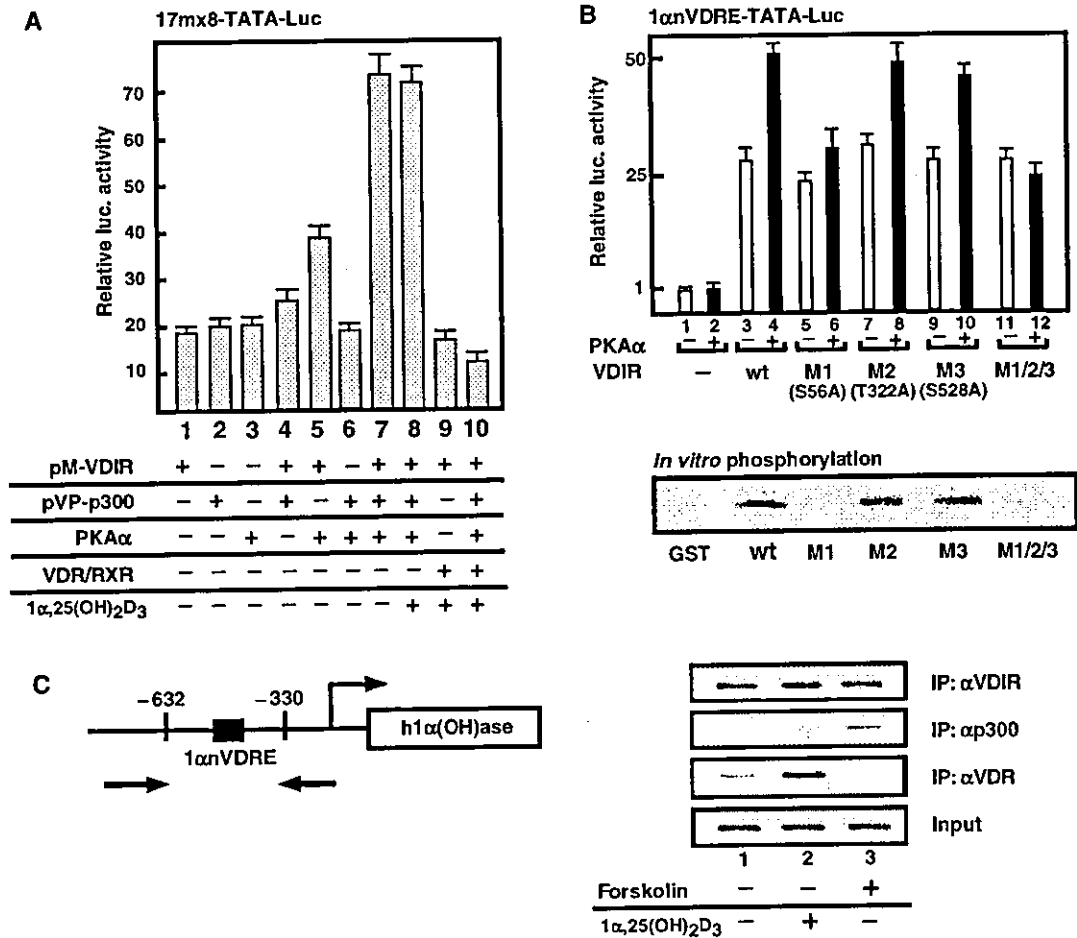 A
17mx8-TATA-Luc
Relative luc. activity
70
60
50
40
30
20
10
1 2 3 4 5 6 7 8 9 10
pM-VDIR + − − + + − + + + +
pVP-p300 − + − + − + + + − +
PKAα − − + − + + + + − +
VDR/RXR − − − − − − − − + +
1α,25(OH)₂D₃ − − − − − − − + + +
B
1αnVDRE-TATA-Luc
Relative luc. activity
50
25
1
1 2 3 4 5 6 7 8 9 10 11 12
PKAα − + − + − + − + − + − +
VDIR − wt M1 M2 M3 M1/2/3
(S56A) (T322A) (S528A)
In vitro phosphorylation
GST wt M1 M2 M3 M1/2/3
C
−632 −330
1αnVDRE
h1α(OH)ase
IP: αVDIR
IP: αp300
IP: αVDR
Input
1 2 3
Forskolin − − +
1α,25(OH)₂D₃ − + −